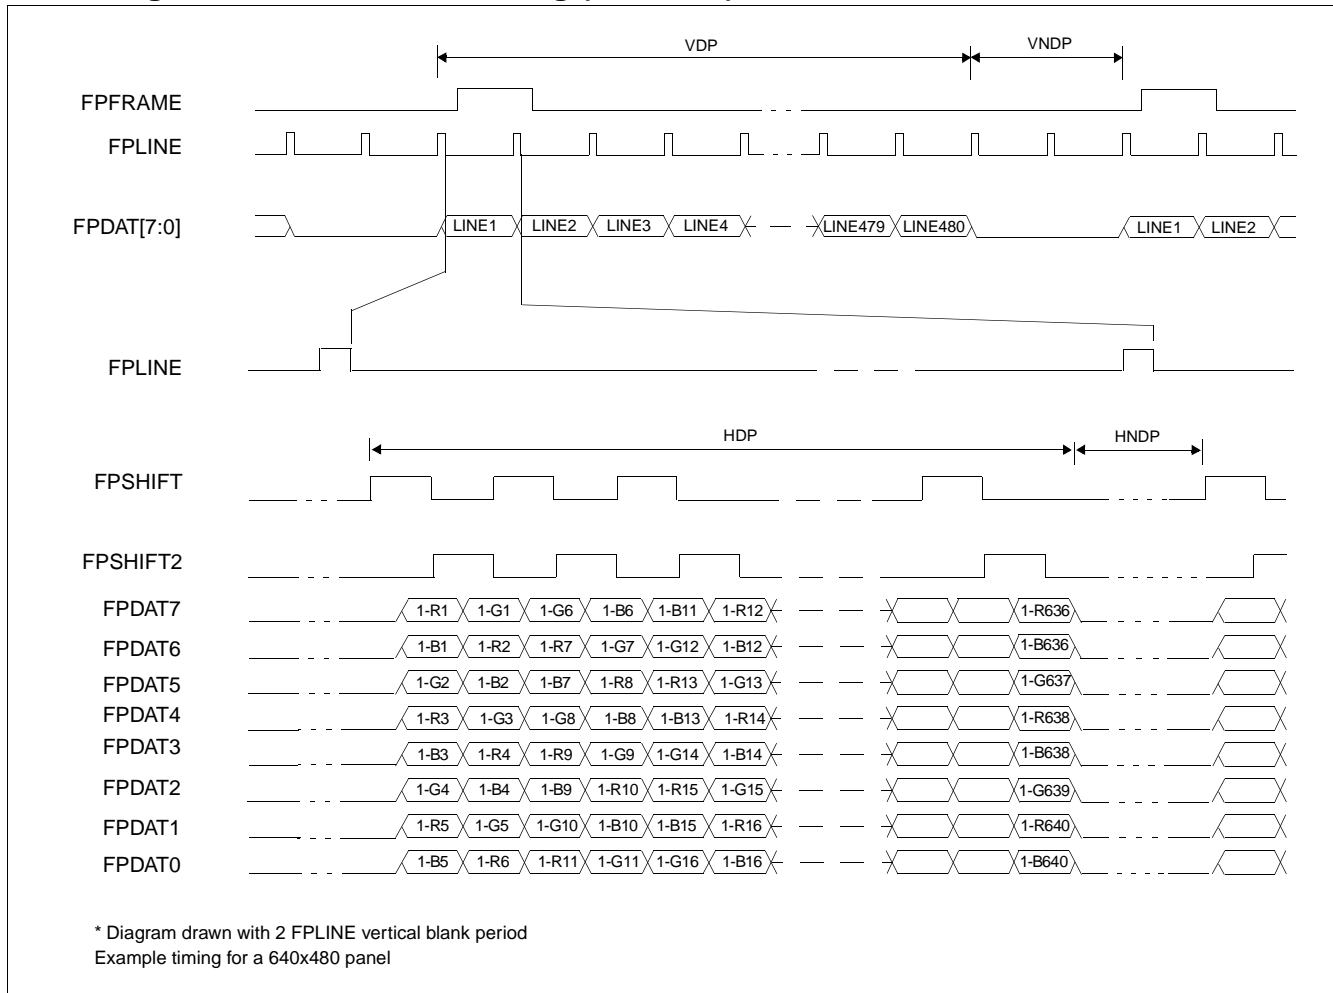 VDP VNDP
FPFRAME
FPLINE
FPDAT[7:0] LINE1 LINE2 LINE3 LINE4 LINE479 LINE480 LINE1 LINE2
FPLINE
HDP HNDP
FPSHIFT
FPSHIFT2
FPDAT7 1-R1 1-G1 1-G6 1-B6 1-B11 1-R12 1-R636
FPDAT6 1-B1 1-R2 1-R7 1-G7 1-G12 1-B12 1-B636
FPDAT5 1-G2 1-B2 1-B7 1-R8 1-R13 1-G13 1-G637
FPDAT4 1-R3 1-G3 1-G8 1-B8 1-B13 1-R14 1-R638
FPDAT3 1-B3 1-R4 1-R9 1-G9 1-G14 1-B14 1-B638
FPDAT2 1-G4 1-B4 1-B9 1-R10 1-R15 1-G15 1-G639
FPDAT1 1-R5 1-G5 1-G10 1-B10 1-B15 1-R16 1-R640
FPDAT0 1-B5 1-R6 1-R11 1-G11 1-G16 1-B16 1-B640
* Diagram drawn with 2 FPLINE vertical blank period
Example timing for a 640x480 panel